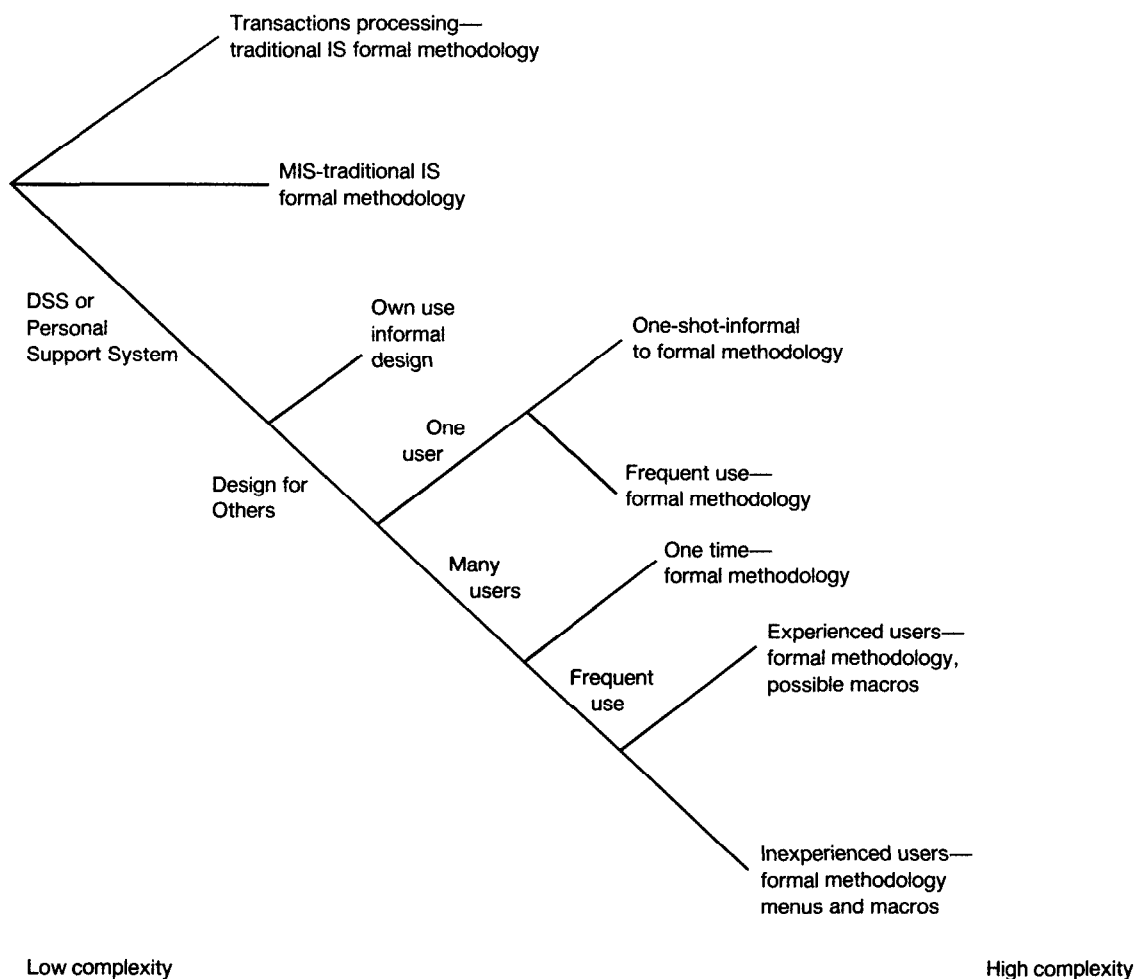 Transactions processing—
traditional IS formal methodology
MIS-traditional IS
formal methodology
DSS or
Personal
Support System
Own use
informal
design
One-shot-informal
to formal methodology
One
user
Frequent use—
formal methodology
Design for
Others
Many
users
One time—
formal methodology
Experienced users—
formal methodology,
possible macros
Frequent
use
Inexperienced users—
formal methodology
menus and macros
Low complexity
High complexity